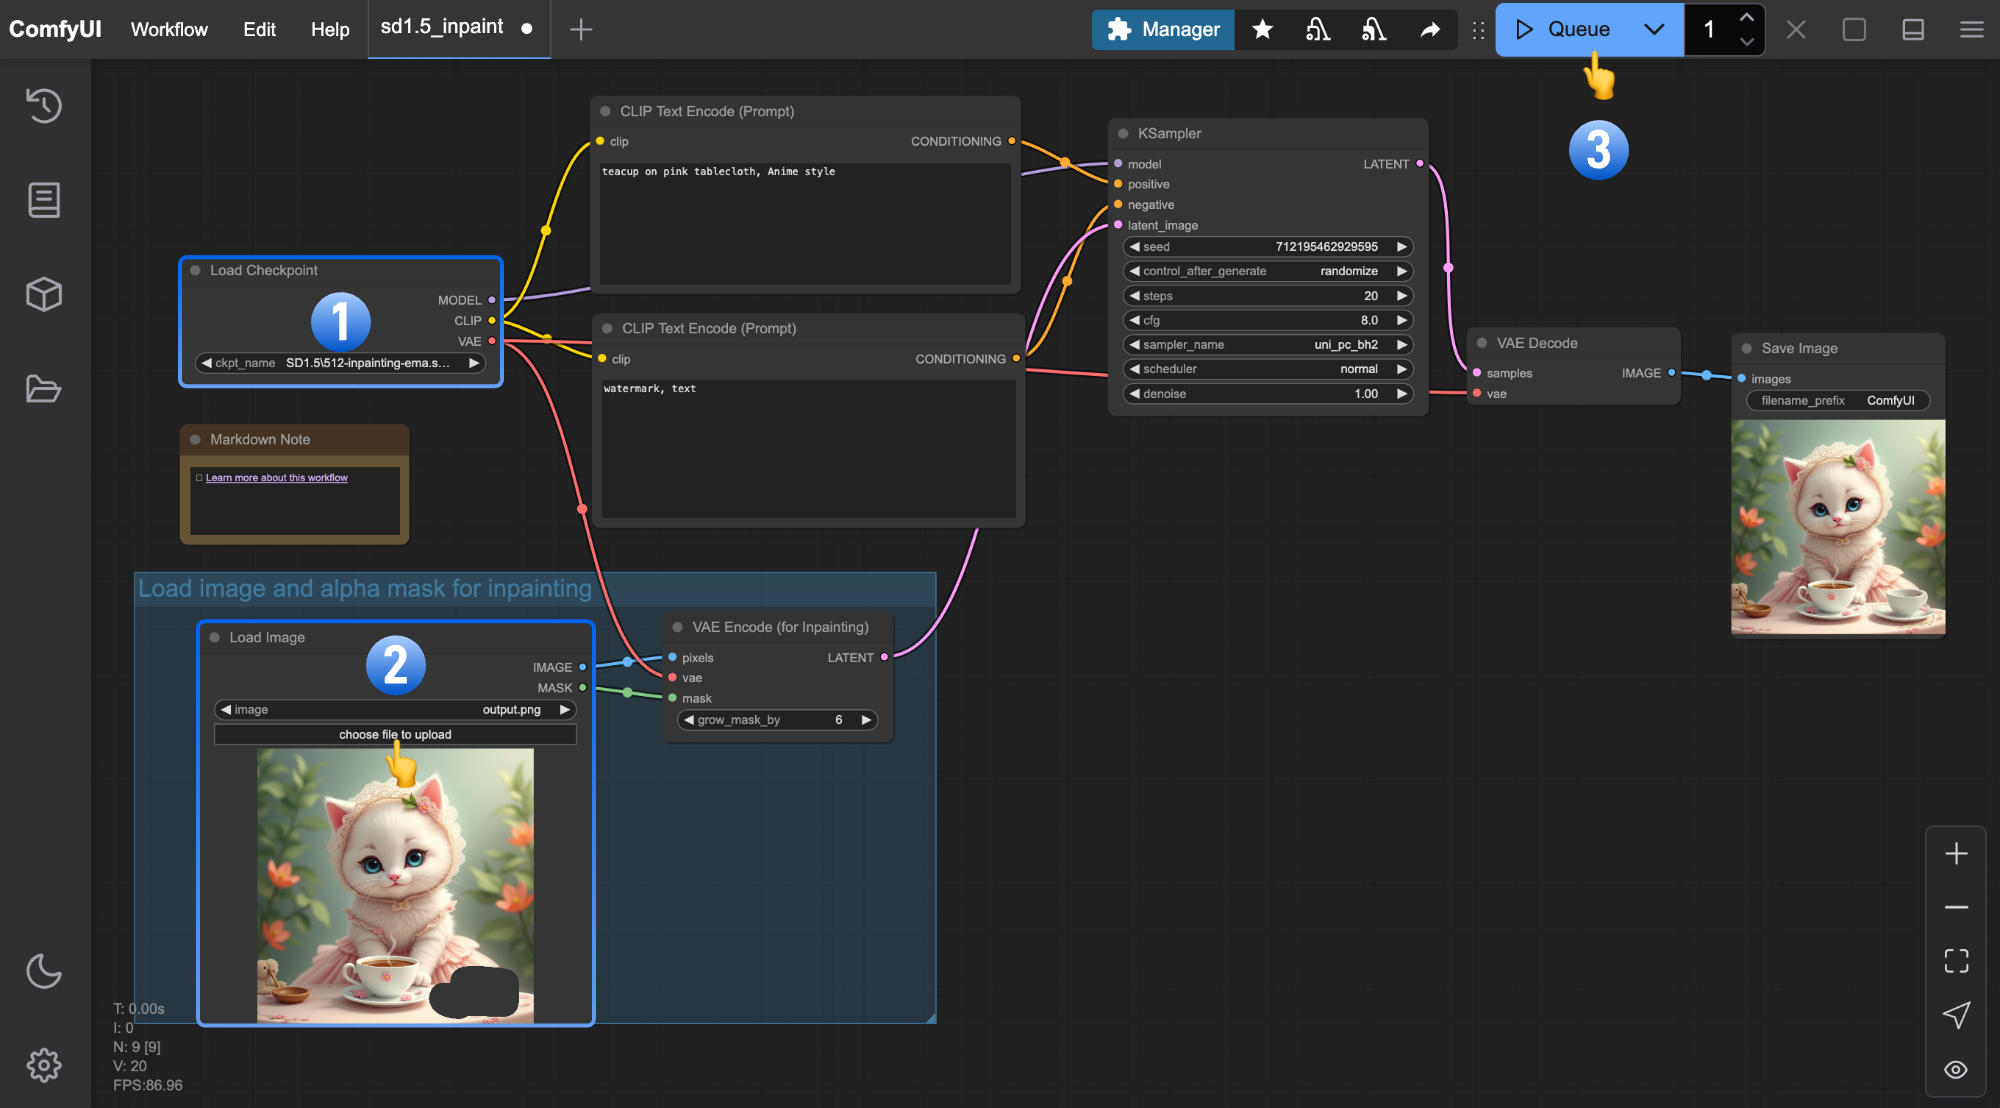 ComfyUI
Workflow
Edit
Help
sd1.5_inpaint
Manager
Queue
1
3
CLIP Text Encode (Prompt)
clip
CONDITIONING
teacup on pink tablecloth, Anime style
KSampler
model
LATENT
positive
negative
latent_image
seed 712195462929595
control_after_generate randomize
steps 20
cfg 8.0
sampler_name uni_pc_bh2
scheduler normal
denoise 1.00
Load Checkpoint
1
MODEL
CLIP
VAE
ckpt_name SD1.5\512-inpainting-ema.s...
CLIP Text Encode (Prompt)
clip
CONDITIONING
watermark, text
VAE Decode
samples
IMAGE
vae
Save Image
images
filename_prefix ComfyUI
Markdown Note
Learn more about this workflow
Load image and alpha mask for inpainting
Load Image
2
IMAGE
MASK
image output.png
choose file to upload
VAE Encode (for Inpainting)
pixels
LATENT
vae
mask
grow_mask_by 6
T: 0.00s
I: 0
N: 9 [9]
V: 20
FPS:86.96